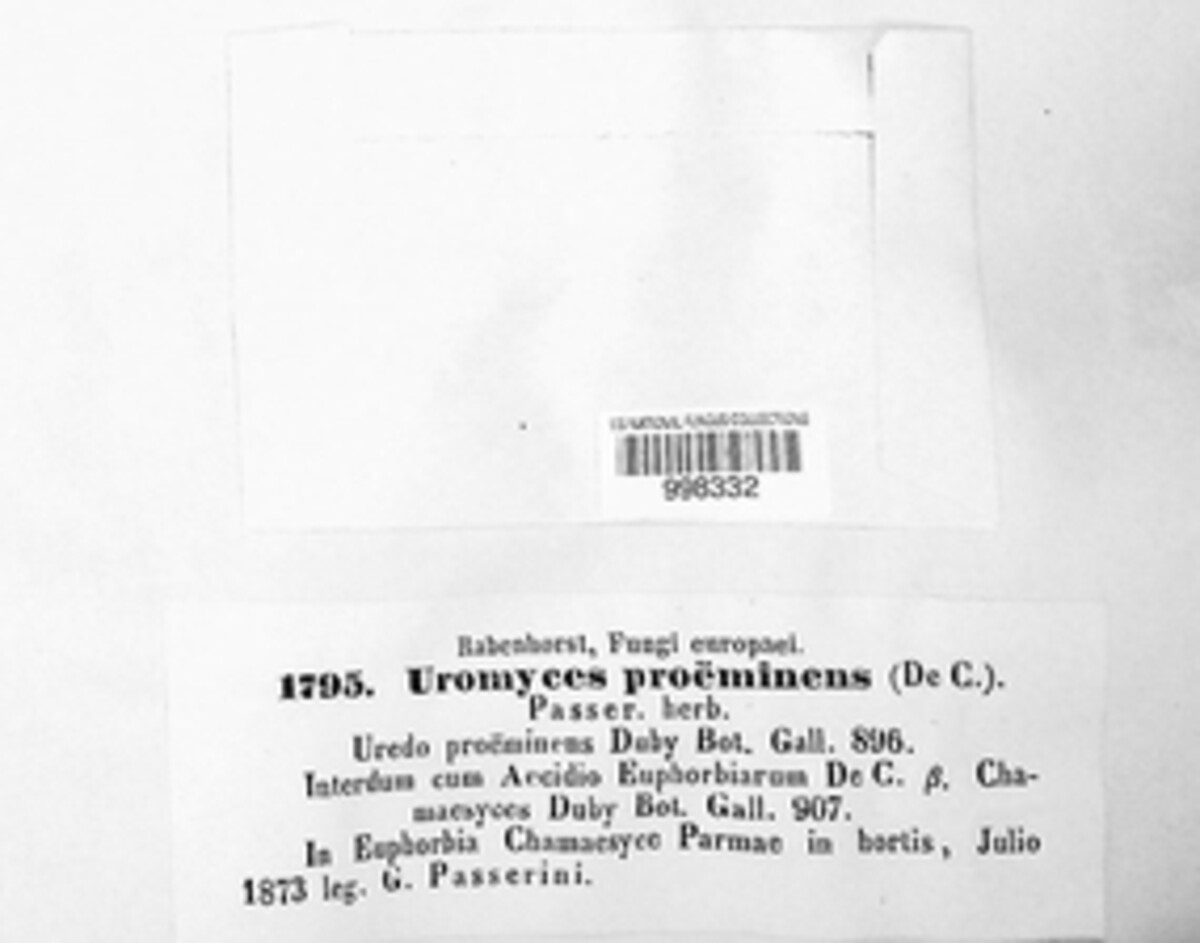 U.S. NATIONAL FUNGUS COLLECTIONS
998332
Rabenhorst, Fungi europaei.
1795. Uromyces proëminens (De C.).
Passer. herb.
Uredo proëminens Duby Bot. Gall. 896.
Interdum cum Aecidio Euphorbiarum De C. β. Cha-
maesyces Duby Bot. Gall. 907.
In Euphorbia Chamaesyce Parmae in hortis, Julio
1873 leg. G. Passerini.